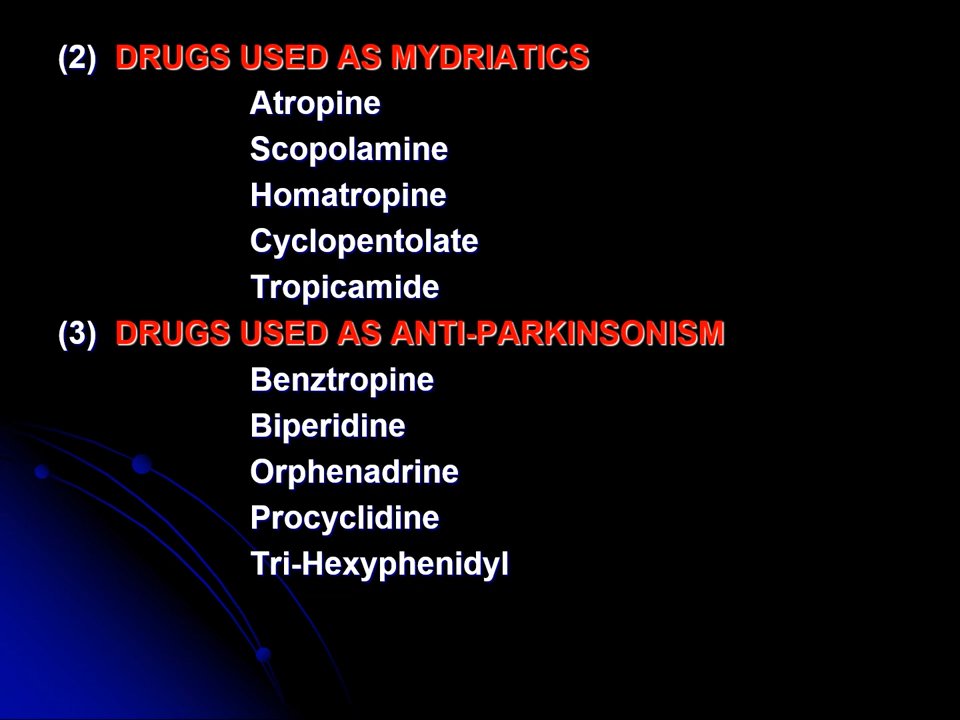 (2) DRUGS USED AS MYDRIATICS
Atropine
Scopolamine
Homatropine
Cyclopentolate
Tropicamide
(3) DRUGS USED AS ANTI-PARKINSONISM
Benztropine
Biperidine
Orphenadrine
Procyclidine
Tri-Hexyphenidyl